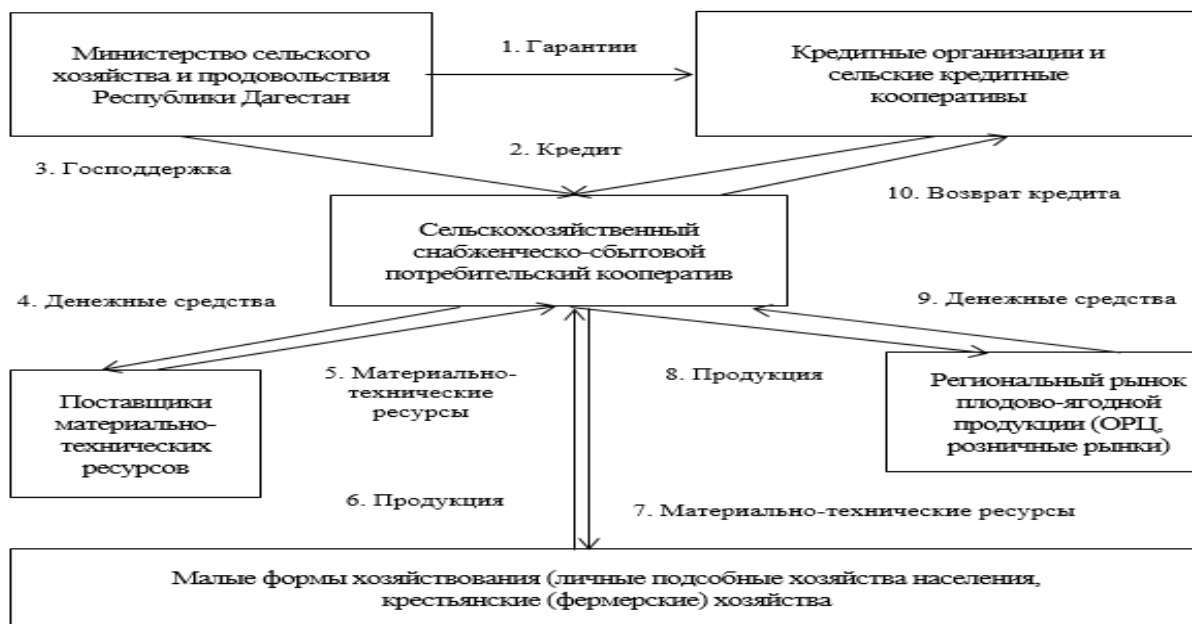 Министерство сельского
хозяйства и продовольствия
Республики Дагестан
1. Гарантии
Кредитные организации и
сельские кредитные
кооперативы
2. Кредит
3. Господдержка
10. Возврат кредита
Сельскохозяйственный
снабженческо-сбытовой
потребительский кооператив
4. Денежные средства
9. Денежные средства
5. Материально-
технические
ресурсы
8. Продукция
Поставщики
материально-
технических
ресурсов
Региональный рынок
плодово-ягодной
продукции (ОРЦ,
розничные рынки)
6. Продукция
7. Материально-технические ресурсы
Малые формы хозяйствования (личные подсобные хозяйства населения,
крестьянские (фермерские) хозяйства